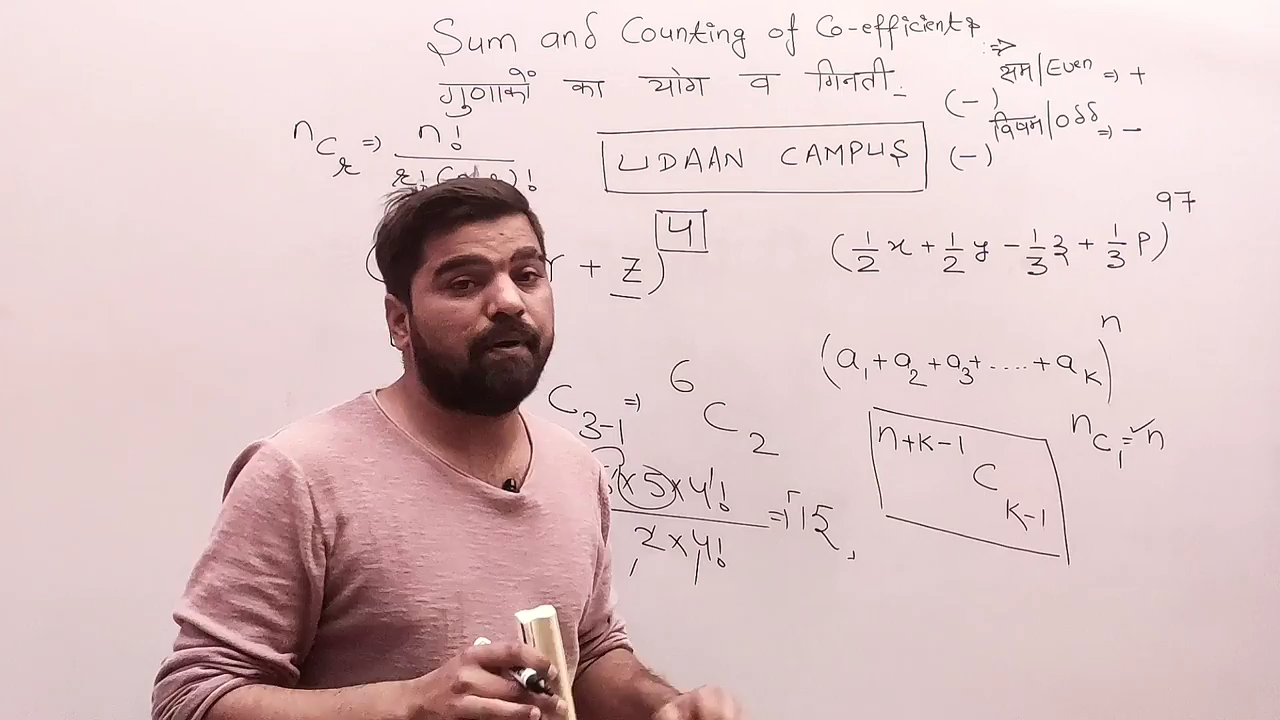 Sum and Counting of Co-efficients
गुणाकों का योग व गिनती
:⇒
सम/Even ⇒ +
(-)
विषम/Odd ⇒ -
(-)
nCr ⇒ n!
r!
)!
UDAAN CAMPUS
+ Z)^4
(1/2 x + 1/2 y - 1/3 z + 1/3 p)^97
(a1 + a2 + a3 + .... + aK)^n
C3-1 ⇒ 6C2
×5×4!
2×4!
= 15
n+K-1 C K-1
nC1 = n